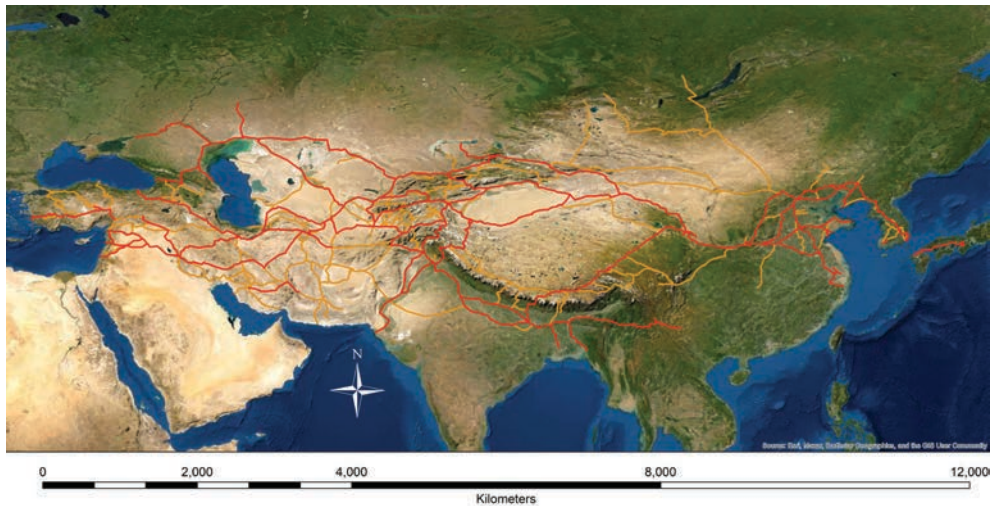 N
Source: Esri, Maxar, Earthstar Geographics, and the GIS User Community
0 2,000 4,000 8,000 12,000
Kilometers